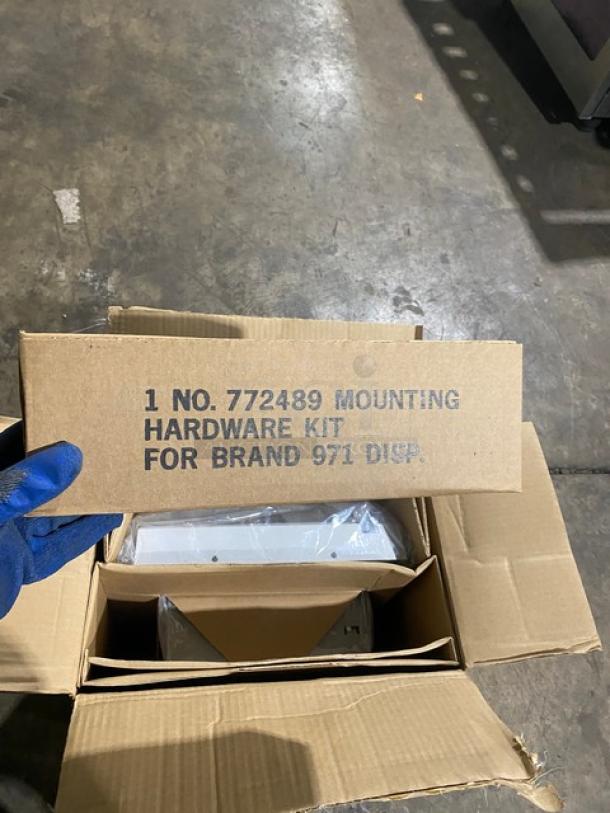 1 NO. 772489 MOUNTING
HARDWARE KIT
FOR BRAND 971 DISP.